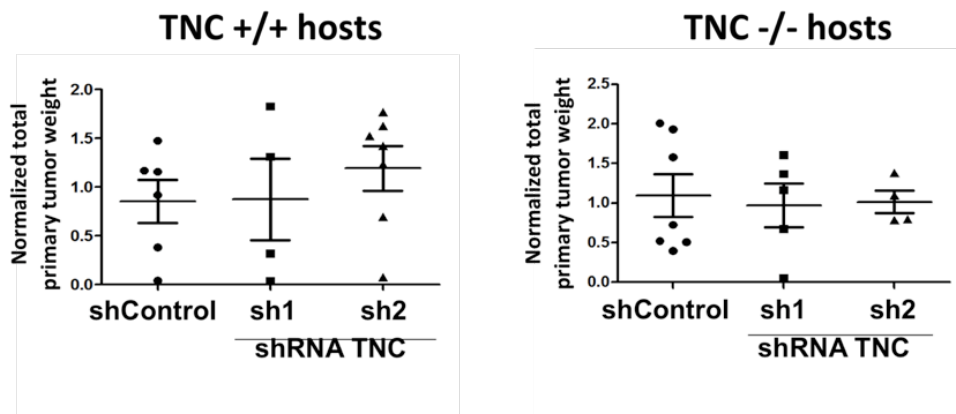 TNC +/+ hosts
Normalized total
primary tumor weight
2.0
1.5
1.0
0.5
0.0
shControl sh1 sh2
shRNA TNC
TNC -/- hosts
Normalized total
primary tumor weight
2.5
2.0
1.5
1.0
0.5
0.0
shControl sh1 sh2
shRNA TNC